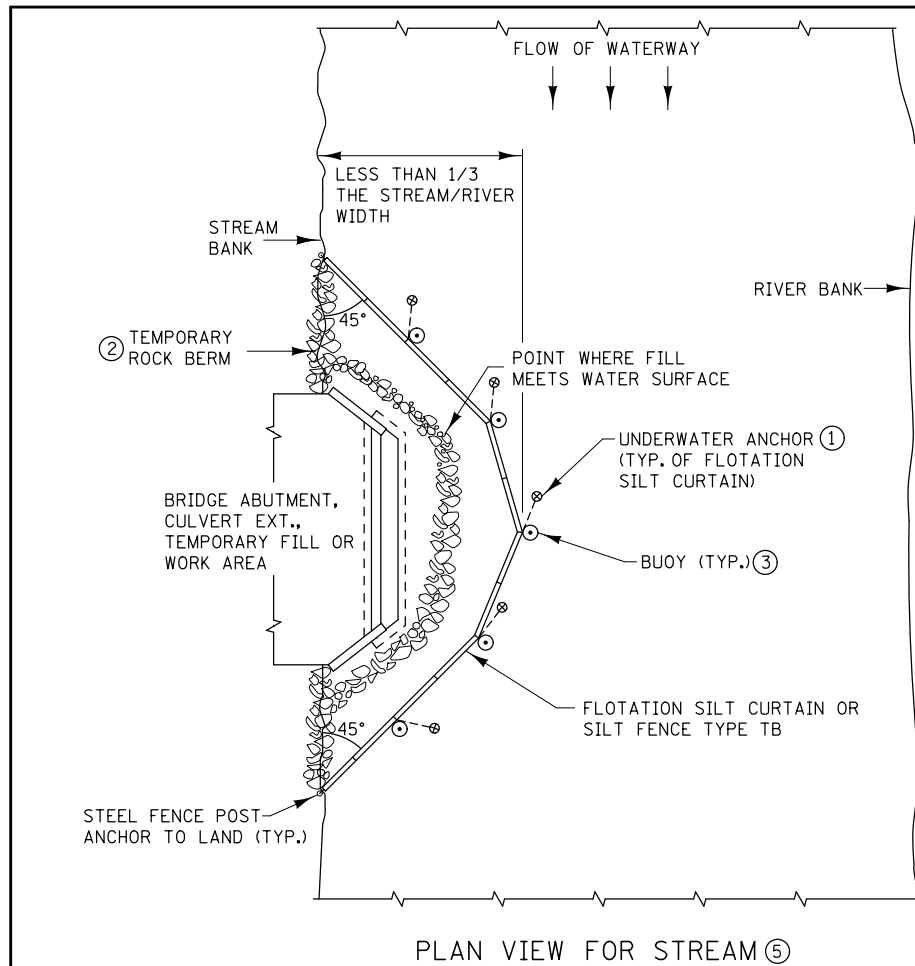 FLOW OF WATERWAY
LESS THAN 1/3
THE STREAM/RIVER
WIDTH
STREAM
BANK
RIVER BANK
45°
② TEMPORARY
ROCK BERM
POINT WHERE FILL
MEETS WATER SURFACE
UNDERWATER ANCHOR ①
(TYP. OF FLOTATION
SILT CURTAIN)
BRIDGE ABUTMENT,
CULVERT EXT.,
TEMPORARY FILL OR
WORK AREA
BUOY (TYP.) ③
FLOTATION SILT CURTAIN OR
SILT FENCE TYPE TB
45°
STEEL FENCE POST
ANCHOR TO LAND (TYP.)
PLAN VIEW FOR STREAM ⑤